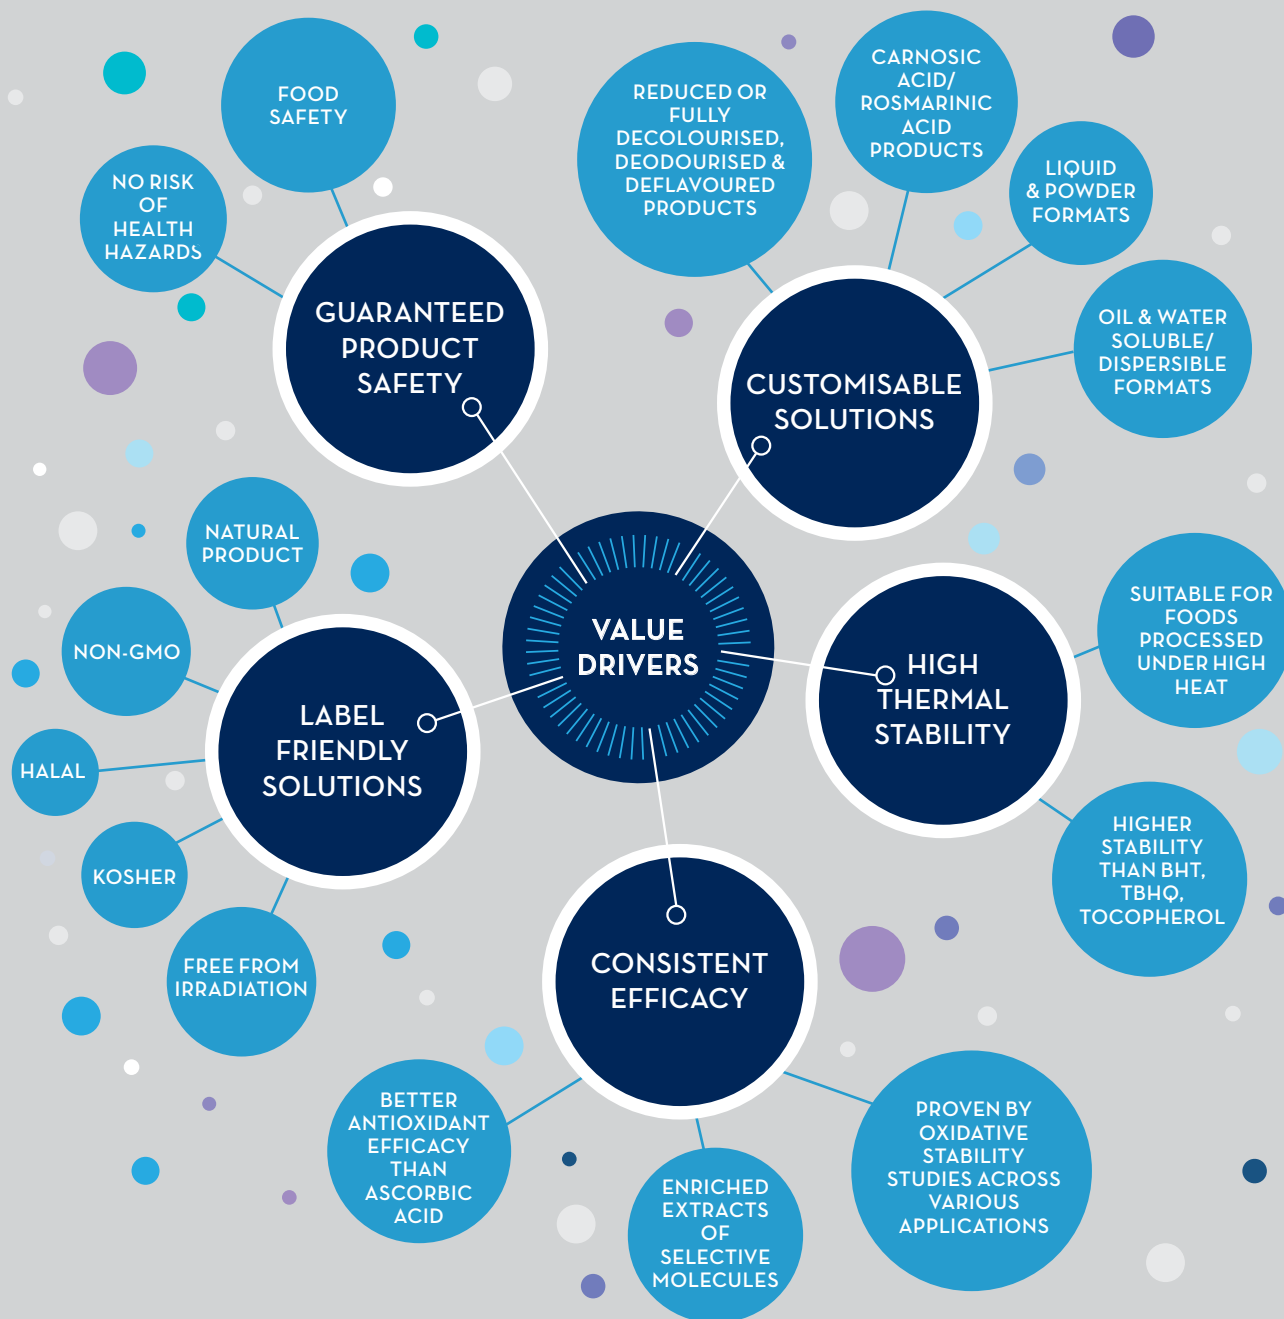 FOOD
SAFETY
NO RISK
OF
HEALTH
HAZARDS
GUARANTEED
PRODUCT
SAFETY
REDUCED OR
FULLY
DECOLOURISED,
DEODOURISED &
DEFLAVOURED
PRODUCTS
CARNOSIC
ACID/
ROSMARINIC
ACID
PRODUCTS
LIQUID
& POWDER
FORMATS
OIL & WATER
SOLUBLE/
DISPERSIBLE
FORMATS
CUSTOMISABLE
SOLUTIONS
VALUE
DRIVERS
NATURAL
PRODUCT
NON-GMO
HALAL
KOSHER
FREE FROM
IRRADIATION
LABEL
FRIENDLY
SOLUTIONS
HIGH
THERMAL
STABILITY
SUITABLE FOR
FOODS
PROCESSED
UNDER HIGH
HEAT
HIGHER
STABILITY
THAN BHT,
TBHQ,
TOCOPHEROL
CONSISTENT
EFFICACY
BETTER
ANTIOXIDANT
EFFICACY
THAN
ASCORBIC
ACID
ENRICHED
EXTRACTS
OF
SELECTIVE
MOLECULES
PROVEN BY
OXIDATIVE
STABILITY
STUDIES ACROSS
VARIOUS
APPLICATIONS